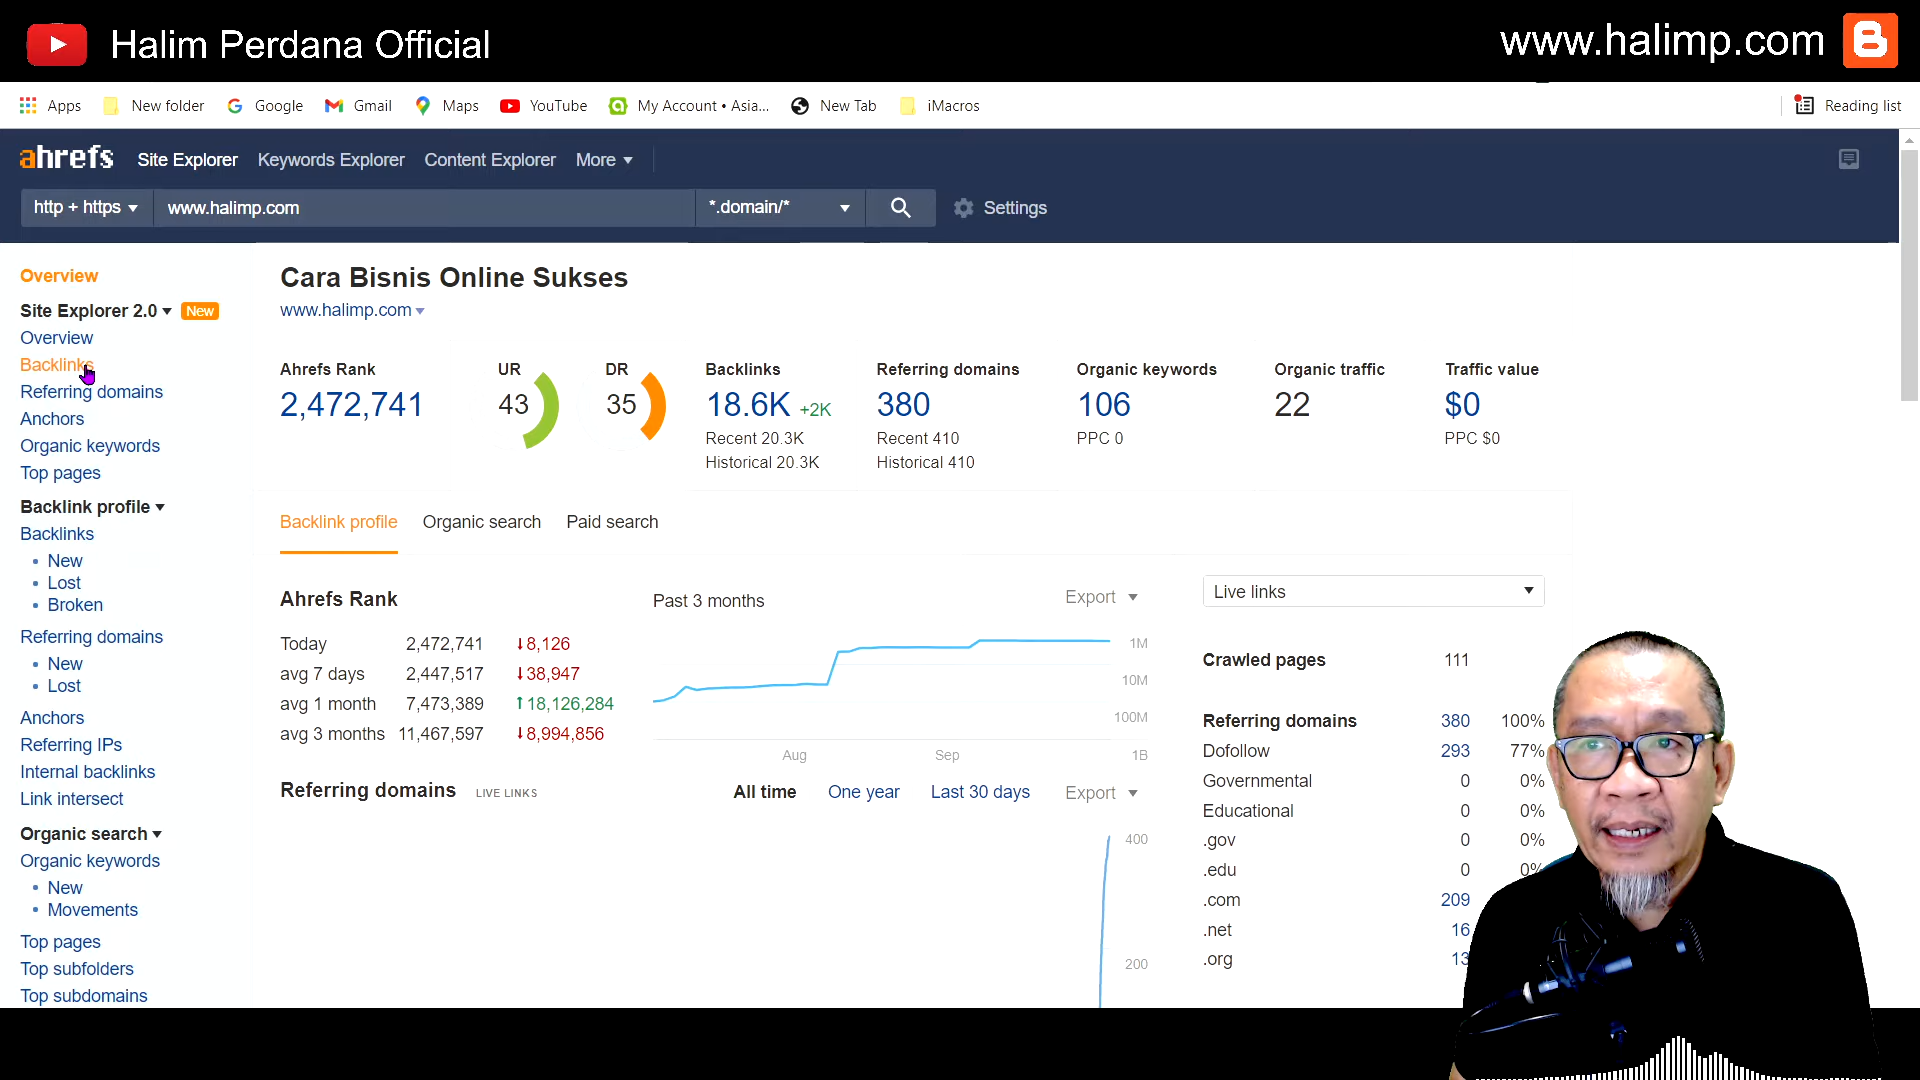 Halim Perdana Official
www.halimp.com
Apps
New folder
Google
Gmail
Maps
YouTube
My Account • Asia...
New Tab
iMacros
Reading list
ahrefs
Site Explorer
Keywords Explorer
Content Explorer
More
http + https
www.halimp.com
*.domain/*
Settings
Overview
Site Explorer 2.0 New
Overview
Backlinks
Referring domains
Anchors
Organic keywords
Top pages
Backlink profile
Backlinks
• New
• Lost
• Broken
Referring domains
• New
• Lost
Anchors
Referring IPs
Internal backlinks
Link intersect
Organic search
Organic keywords
• New
• Movements
Top pages
Top subfolders
Top subdomains
Cara Bisnis Online Sukses
www.halimp.com
Ahrefs Rank
2,472,741
UR
43
DR
35
Backlinks
18.6K +2K
Recent 20.3K
Historical 20.3K
Referring domains
380
Recent 410
Historical 410
Organic keywords
106
PPC 0
Organic traffic
22
Traffic value
$0
PPC $0
Backlink profile
Organic search
Paid search
Ahrefs Rank
Today 2,472,741 ↓8,126
avg 7 days 2,447,517 ↓38,947
avg 1 month 7,473,389 ↑18,126,284
avg 3 months 11,467,597 ↓8,994,856
Past 3 months
Export
1M
10M
100M
1B
Aug
Sep
Referring domains LIVE LINKS
All time
One year
Last 30 days
Export
400
200
Live links
Crawled pages 111
Referring domains 380 100%
Dofollow 293 77%
Governmental 0 0%
Educational 0 0%
.gov 0 0%
.edu 0 0%
.com 209
.net 16
.org 13